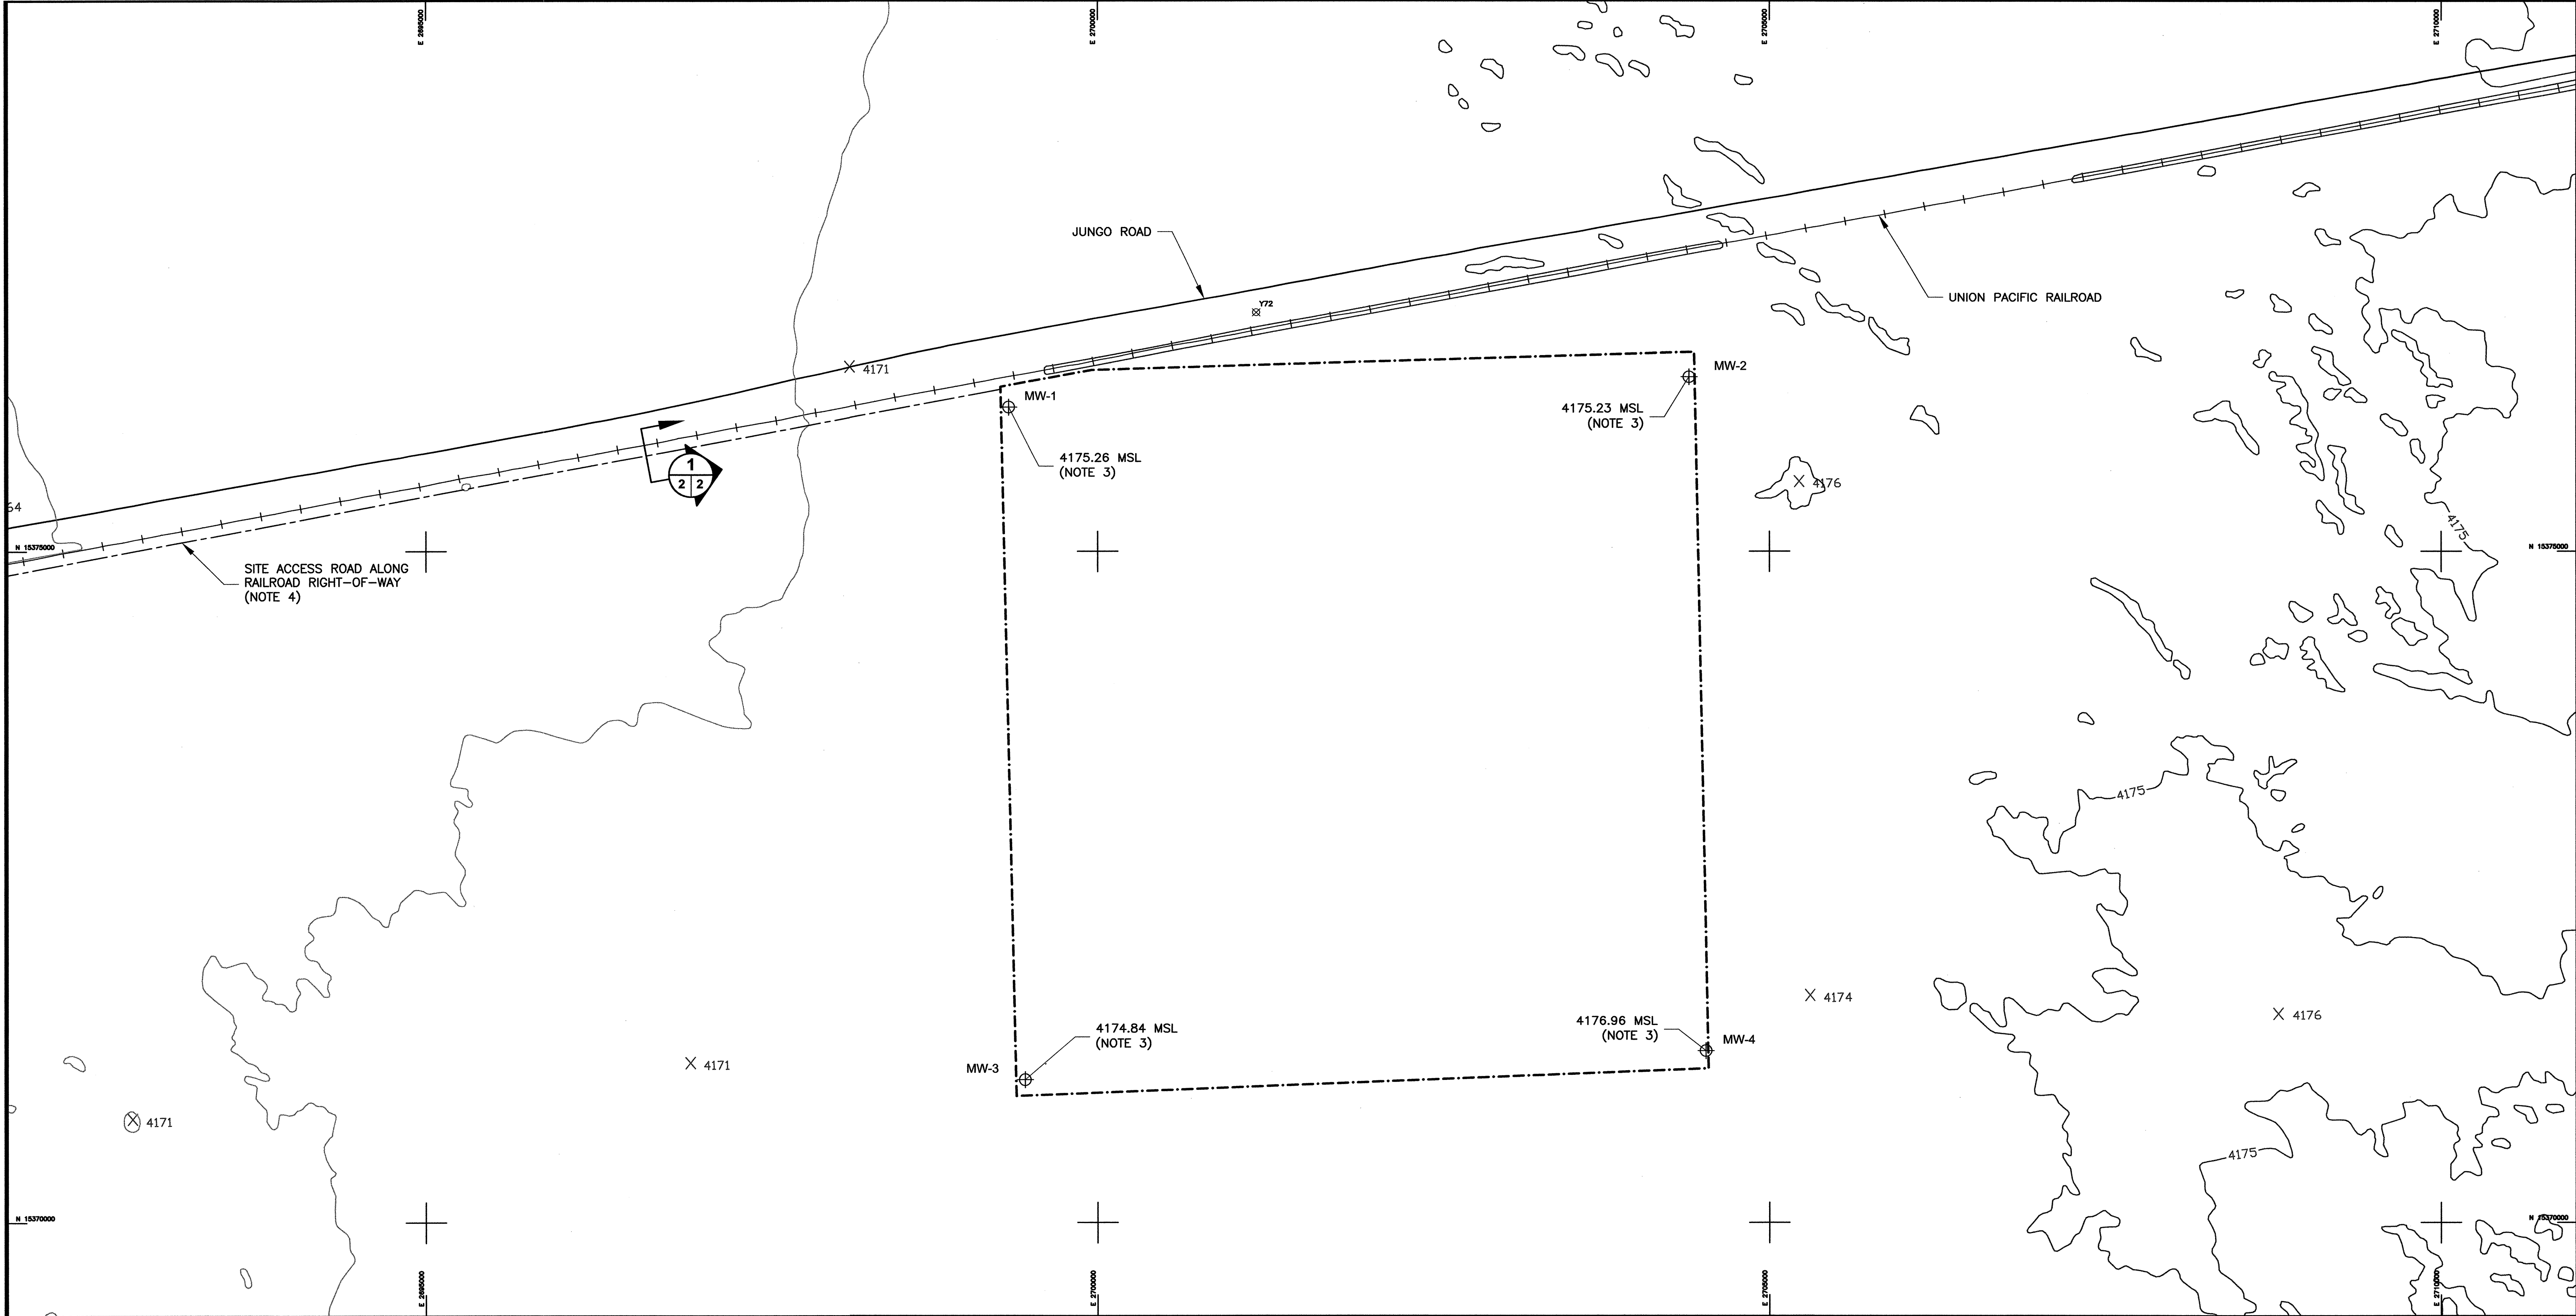 E 2695000
E 2700000
E 2705000
E 2710000
JUNGO ROAD
Y72
UNION PACIFIC RAILROAD
4171
MW-1
MW-2
4175.23 MSL
(NOTE 3)
4175.26 MSL
(NOTE 3)
1
2 2
4176
64
4175
N 15375000
N 15375000
SITE ACCESS ROAD ALONG
RAILROAD RIGHT-OF-WAY
(NOTE 4)
4175
4174
4176
4174.84 MSL
(NOTE 3)
4176.96 MSL
(NOTE 3)
MW-4
MW-3
4171
4171
4175
N 15370000
N 15370000
E 2695000
E 2700000
E 2705000
E 2710000